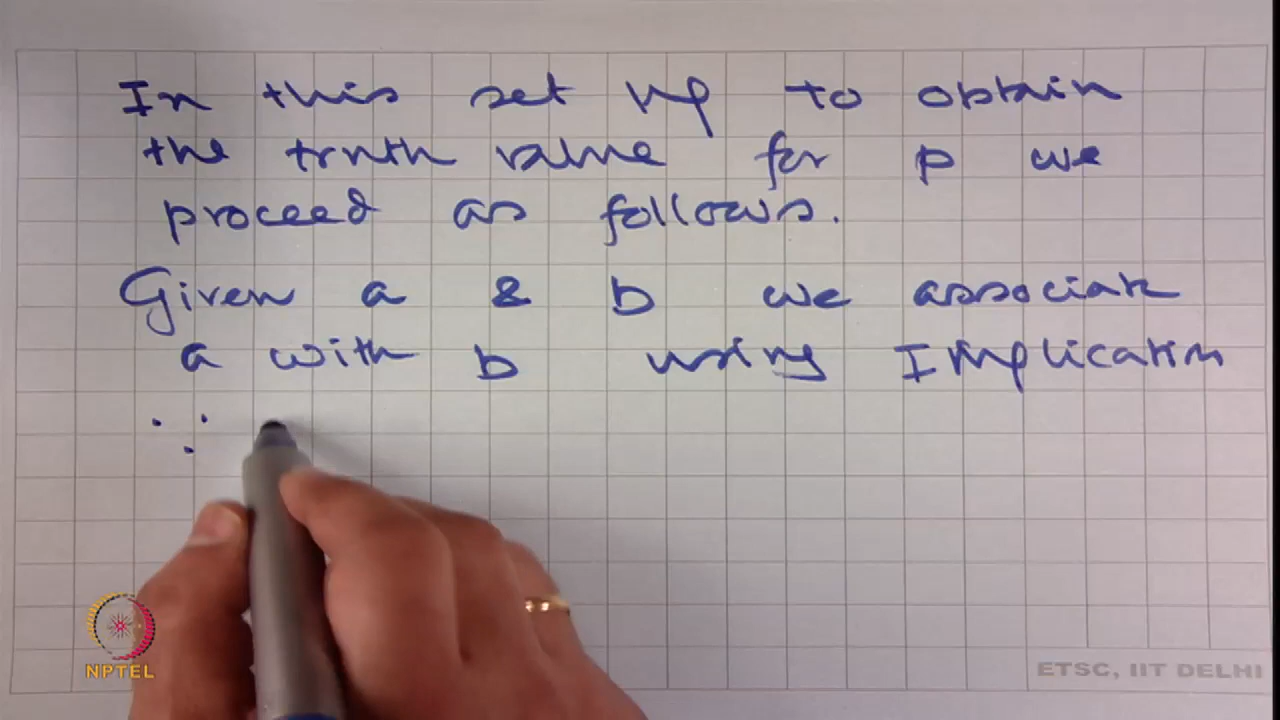 In this set up to obtain
the truth value for p we
proceed as follows.
Given a & b we associate
a with b using Implication
∵
NPTEL
ETSC, IIT DELHI